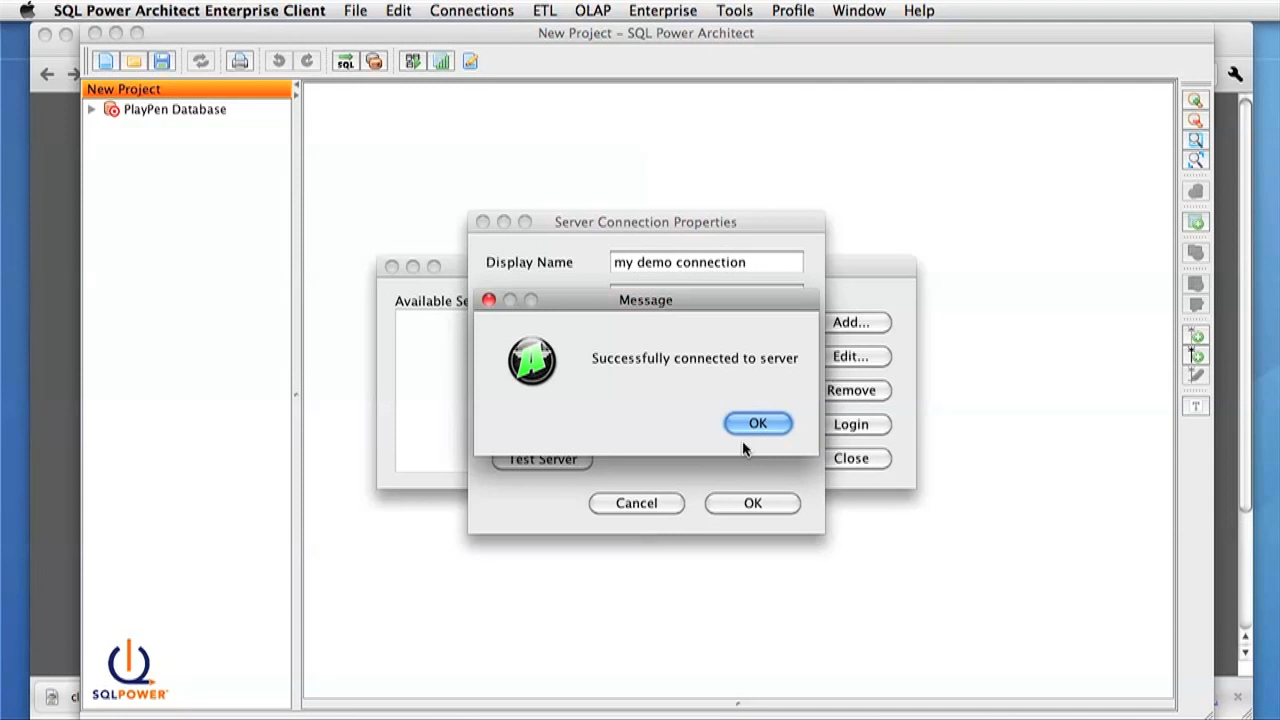 SQL Power Architect Enterprise Client File Edit Connections ETL OLAP Enterprise Tools Profile Window Help
New Project – SQL Power Architect
SQL
New Project
PlayPen Database
Server Connection Properties
Display Name my demo connection
Available Se
Message
Successfully connected to server
OK
Add...
Edit...
Remove
Login
Close
Test Server
Cancel OK
T
SQLPOWER
cl